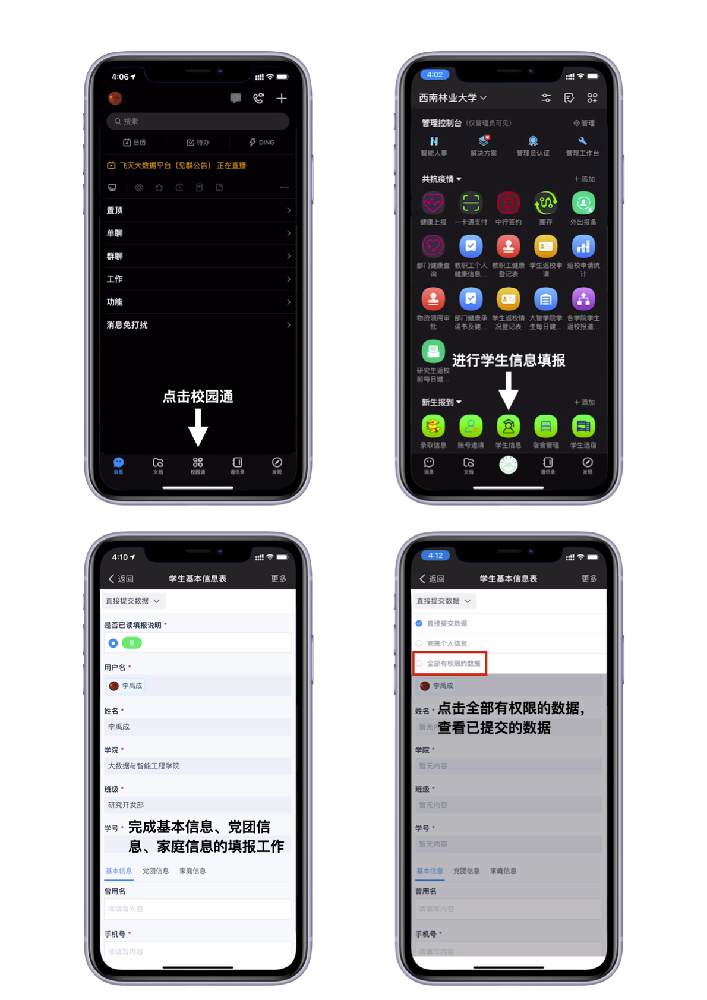 4:06
搜索
日历
待办
DING
飞天大数据平台（见群公告） 正在直播
置顶
单聊
群聊
工作
功能
消息免打扰
点击校园通
消息
文档
校园通
通讯录
发现
4:02
西南林业大学
管理控制台（仅管理员可见）
管理
智能人事
解决方案
管理员认证
管理工作台
共抗疫情
+ 添加
健康上报
一卡通支付
中行签约
圈存
外出报备
部门健康查
询
教职工个人
健康信息...
教职工健康
登记表
学生返校申
请
返校申请统
计
物资领用审
批
部门健康承
诺书及健...
学生返校情
况登记表
大智学院学
生每日健...
各学院学生
返校报道...
研究生返校
前每日健...
进行学生信息填报
新生报到
+ 添加
录取信息
账号邀请
学生信息
宿舍管理
学生选宿
消息
文档
通讯录
发现
4:10
返回
学生基本信息表
更多
直接提交数据
是否已读填报说明 *
是
用户名 *
李禹成
姓名 *
李禹成
学院 *
大数据与智能工程学院
班级 *
研究开发部
学号 *
完成基本信息、党团信
息、家庭信息的填报工作
基本信息
党团信息
家庭信息
曾用名
请填写内容
手机号 *
请填写内容
4:12
返回
学生基本信息表
更多
直接提交数据
直接提交数据
完善个人信息
全部有权限的数据
李禹成
姓名 *
点击全部有权限的数据，
查看已提交的数据
暂无内
学院 *
暂无内容
班级 *
暂无内容
学号 *
暂无内容
基本信息
党团信息
家庭信息
曾用名
请填写内容
手机号 *
请填写内容